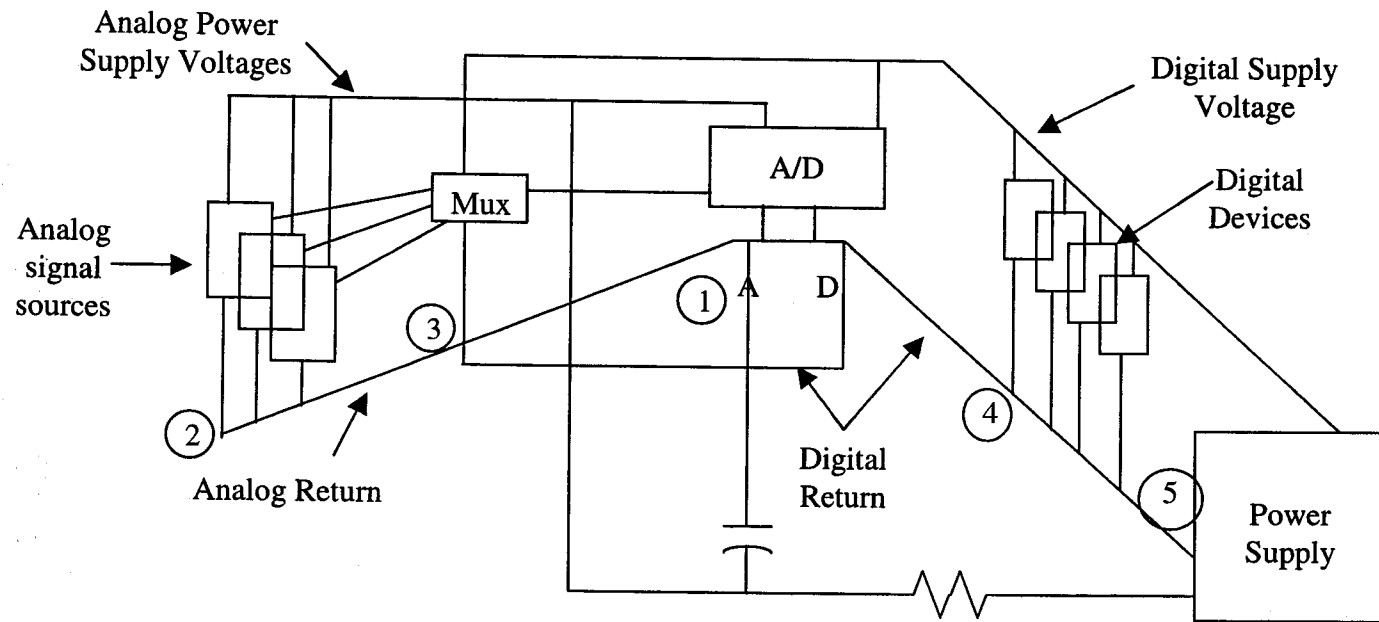 Analog Power
Supply Voltages
Digital Supply
Voltage
A/D
Digital
Devices
Mux
Analog
signal
sources
1
A
D
3
2
4
Analog Return
Digital
Return
5
Power
Supply